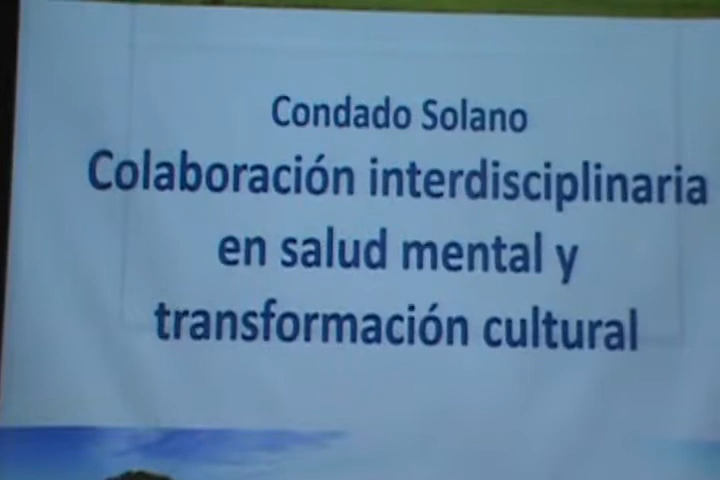 Condado Solano
Colaboración interdisciplinaria
en salud mental y
transformación cultural